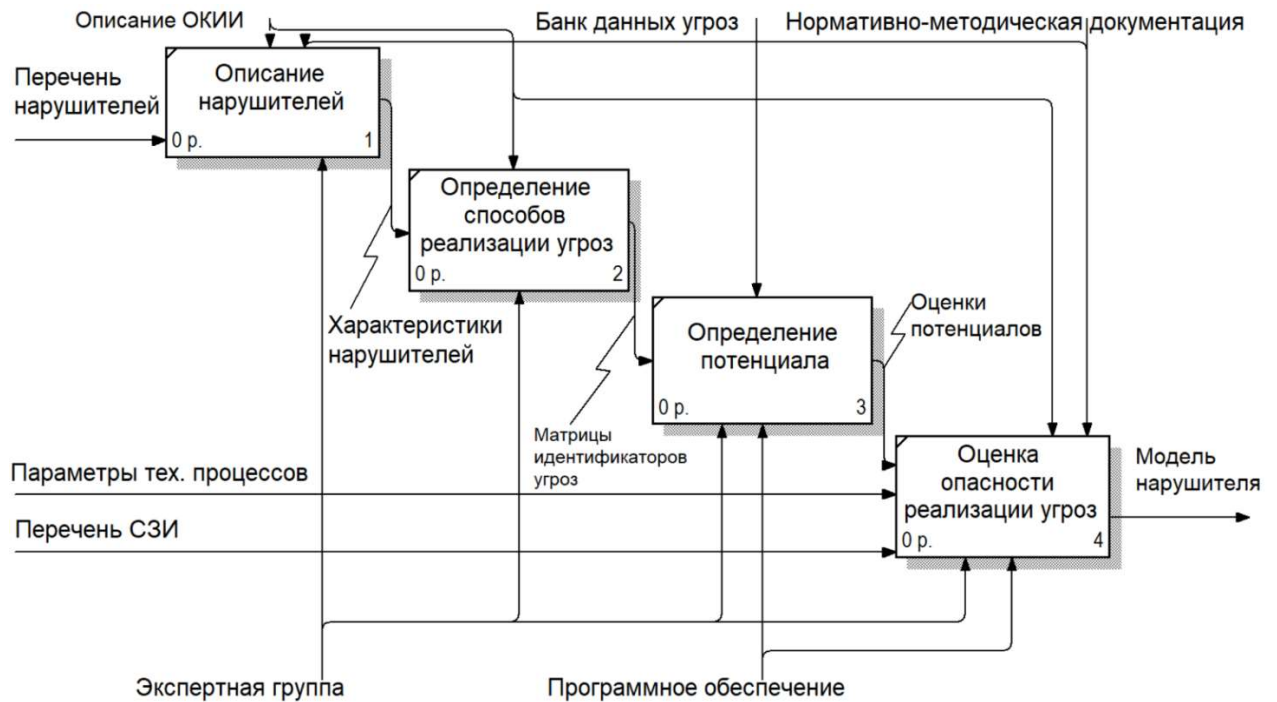 Описание ОКИИ
Банк данных угроз
Нормативно-методическая документация
Перечень
нарушителей
Описание
нарушителей
0 р.
1
Определение
способов
реализации угроз
0 р.
2
Характеристики
нарушителей
Определение
потенциала
0 р.
3
Оценки
потенциалов
Матрицы
идентификаторов
угроз
Параметры тех. процессов
Перечень СЗИ
Оценка
опасности
реализации угроз
0 р.
4
Модель
нарушителя
Экспертная группа
Программное обеспечение